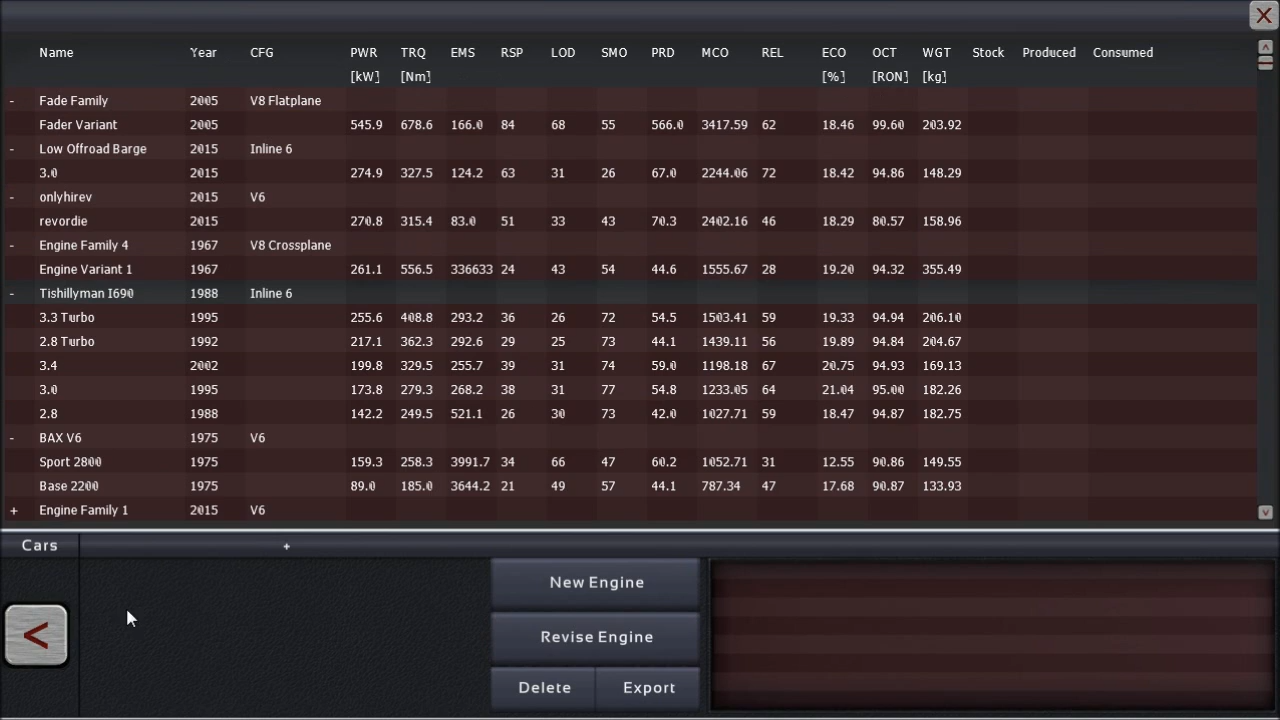 Name Year CFG PWR TRQ EMS RSP LOD SMO PRD MCO REL ECO OCT WGT Stock Produced Consumed
[kW] [Nm] [%] [RON] [kg]
- Fade Family 2005 V8 Flatplane
Fader Variant 2005 545.9 678.6 166.0 84 68 55 566.0 3417.59 62 18.46 99.60 203.92
- Low Offroad Barge 2015 Inline 6
3.0 2015 274.9 327.5 124.2 63 31 26 67.0 2244.06 72 18.42 94.86 148.29
- onlyhirev 2015 V6
revordie 2015 270.8 315.4 83.0 51 33 43 70.3 2402.16 46 18.29 80.57 158.96
- Engine Family 4 1967 V8 Crossplane
Engine Variant 1 1967 261.1 556.5 336633 24 43 54 44.6 1555.67 28 19.20 94.32 355.49
- Tishillyman I690 1988 Inline 6
3.3 Turbo 1995 255.6 408.8 293.2 36 26 72 54.5 1503.41 59 19.33 94.94 206.10
2.8 Turbo 1992 217.1 362.3 292.6 29 25 73 44.1 1439.11 56 19.89 94.84 204.67
3.4 2002 199.8 329.5 255.7 39 31 74 59.0 1198.18 67 20.75 94.93 169.13
3.0 1995 173.8 279.3 268.2 38 31 77 54.8 1233.05 64 21.04 95.00 182.26
2.8 1988 142.2 249.5 521.1 26 30 73 42.0 1027.71 59 18.47 94.87 182.75
- BAX V6 1975 V6
Sport 2800 1975 159.3 258.3 3991.7 34 66 47 60.2 1052.71 31 12.55 90.86 149.55
Base 2200 1975 89.0 185.0 3644.2 21 49 57 44.1 787.34 47 17.68 90.87 133.93
+ Engine Family 1 2015 V6
Cars +
New Engine
<
Revise Engine
Delete Export